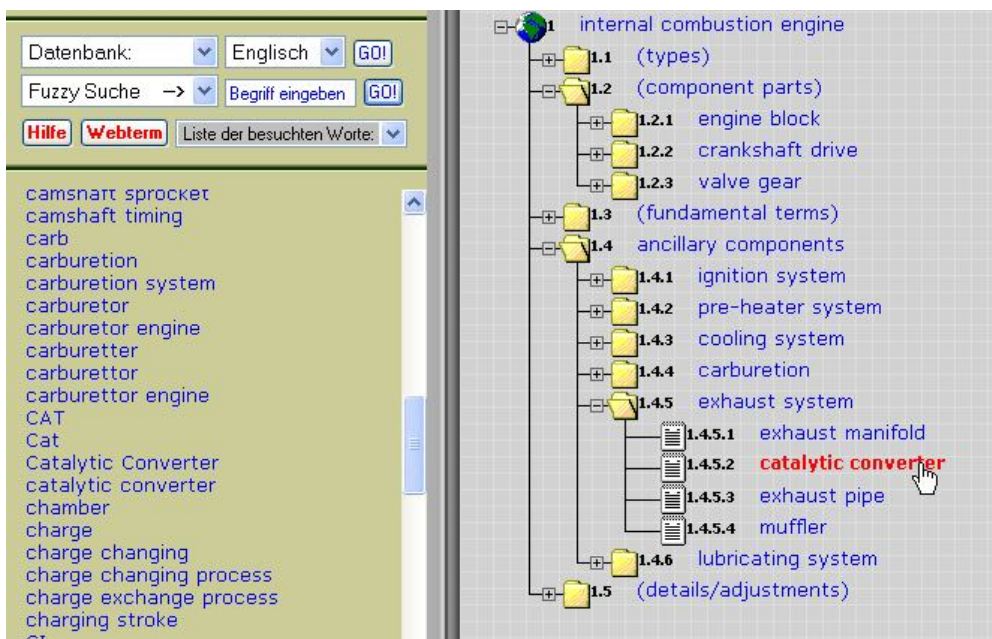 Datenbank: Englisch GO!
Fuzzy Suche --> Begriff eingeben GO!
Hilfe Webterm Liste der besuchten Worte:
camshaft sprocket
camshaft timing
carb
carburetion
carburetion system
carburetor
carburetor engine
carburetter
carburettor
carburettor engine
CAT
Cat
Catalytic Converter
catalytic converter
chamber
charge
charge changing
charge changing process
charge exchange process
charging stroke
1 internal combustion engine
1.1 (types)
1.2 (component parts)
1.2.1 engine block
1.2.2 crankshaft drive
1.2.3 valve gear
1.3 (fundamental terms)
1.4 ancillary components
1.4.1 ignition system
1.4.2 pre-heater system
1.4.3 cooling system
1.4.4 carburetion
1.4.5 exhaust system
1.4.5.1 exhaust manifold
1.4.5.2 catalytic converter
1.4.5.3 exhaust pipe
1.4.5.4 muffler
1.4.6 lubricating system
1.5 (details/adjustments)